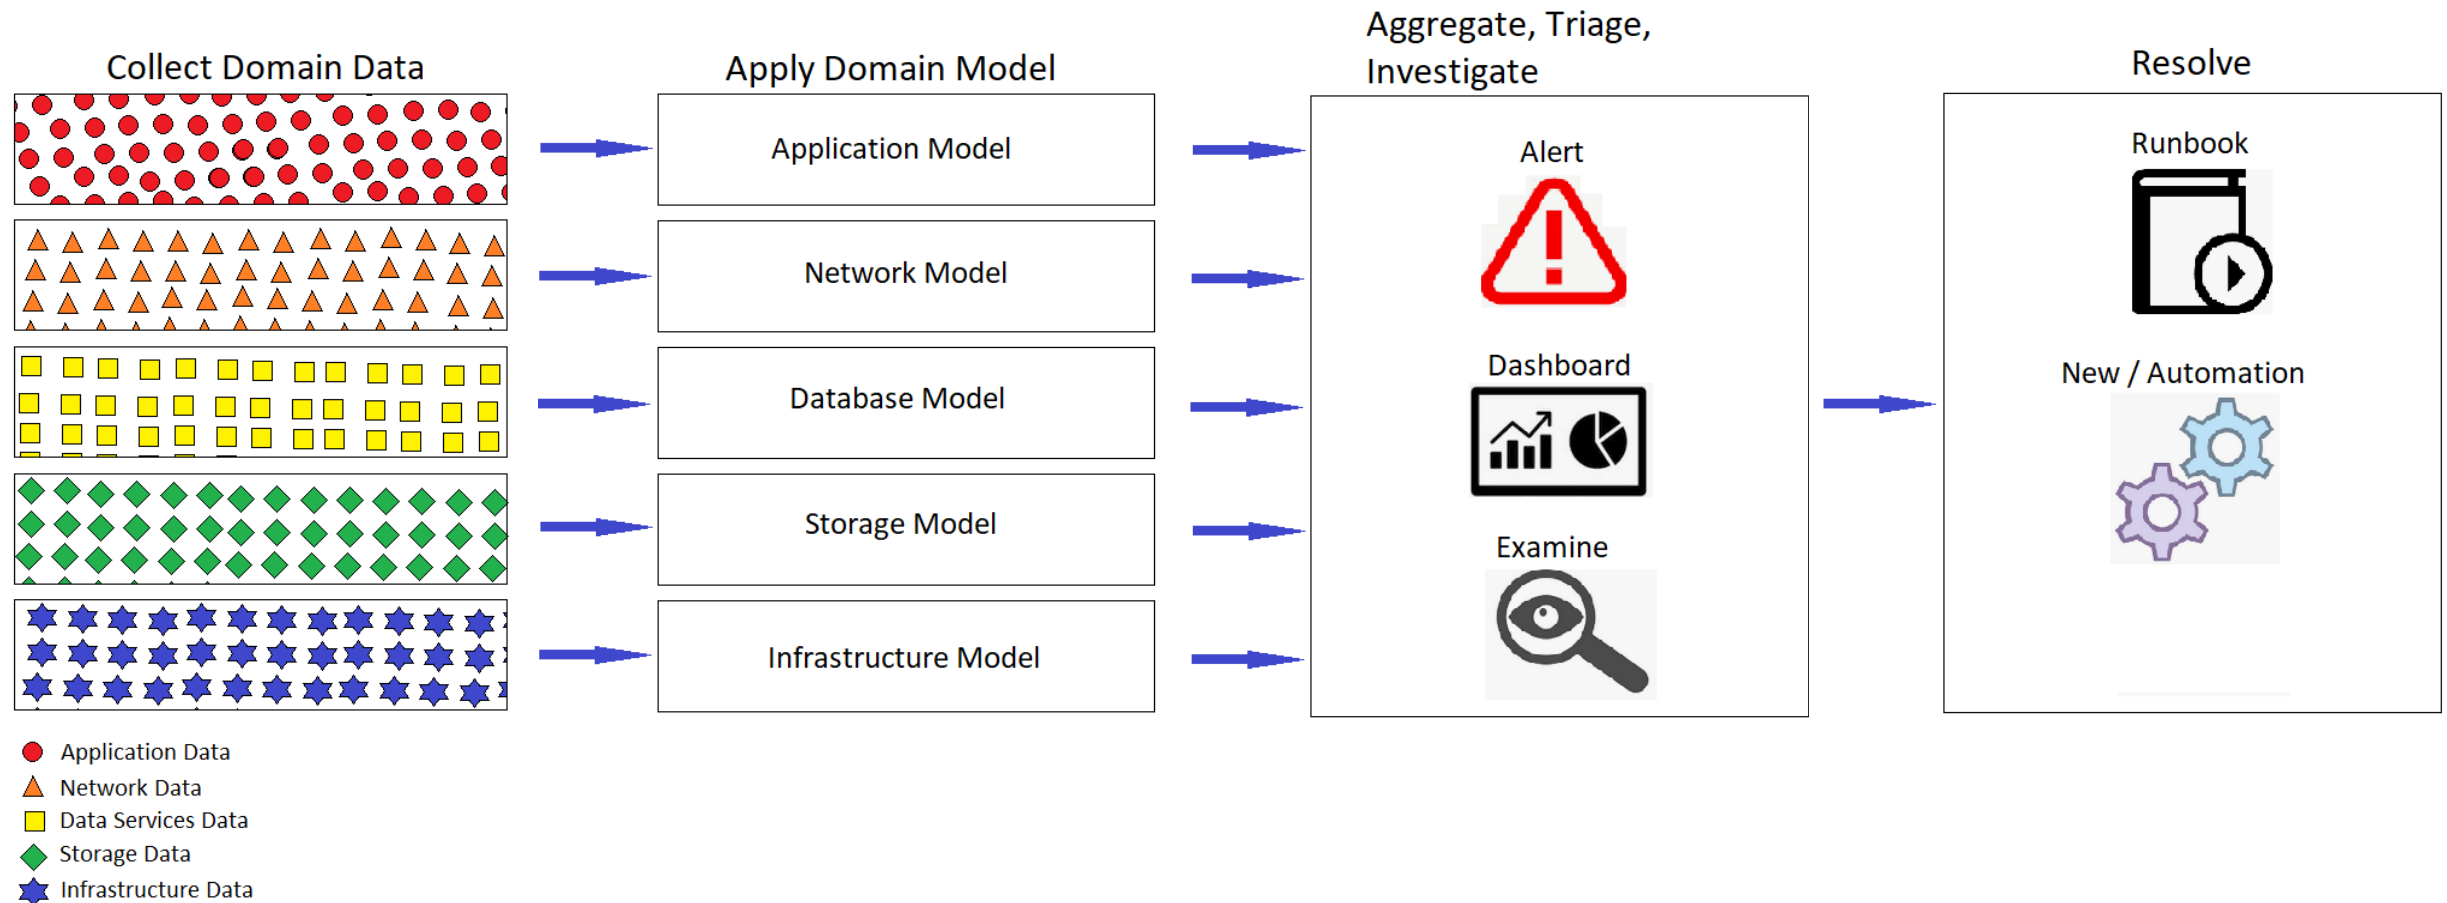 Collect Domain Data
Apply Domain Model
Aggregate, Triage,
Investigate
Resolve
Application Model
Network Model
Database Model
Storage Model
Infrastructure Model
Alert
Dashboard
Examine
Runbook
New / Automation
Application Data
Network Data
Data Services Data
Storage Data
Infrastructure Data